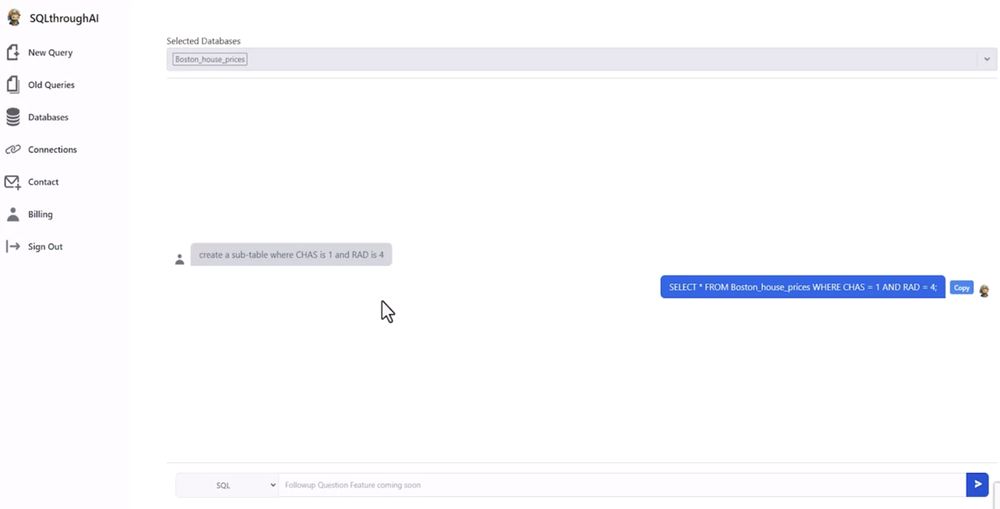 SQLthroughAI
New Query
Old Queries
Databases
Connections
Contact
Billing
Sign Out
Selected Databases
Boston_house_prices
create a sub-table where CHAS is 1 and RAD is 4
SELECT * FROM Boston_house_prices WHERE CHAS = 1 AND RAD = 4;
Copy
SQL
Followup Question Feature coming soon